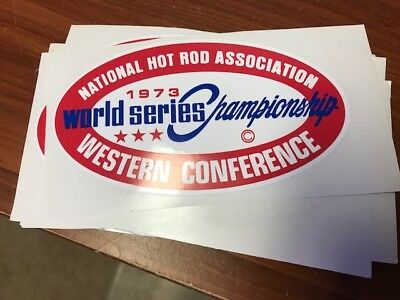 NATIONAL HOT ROD ASSOCIATION
1973
world series Championship
★★★ ©
WESTERN CONFERENCE